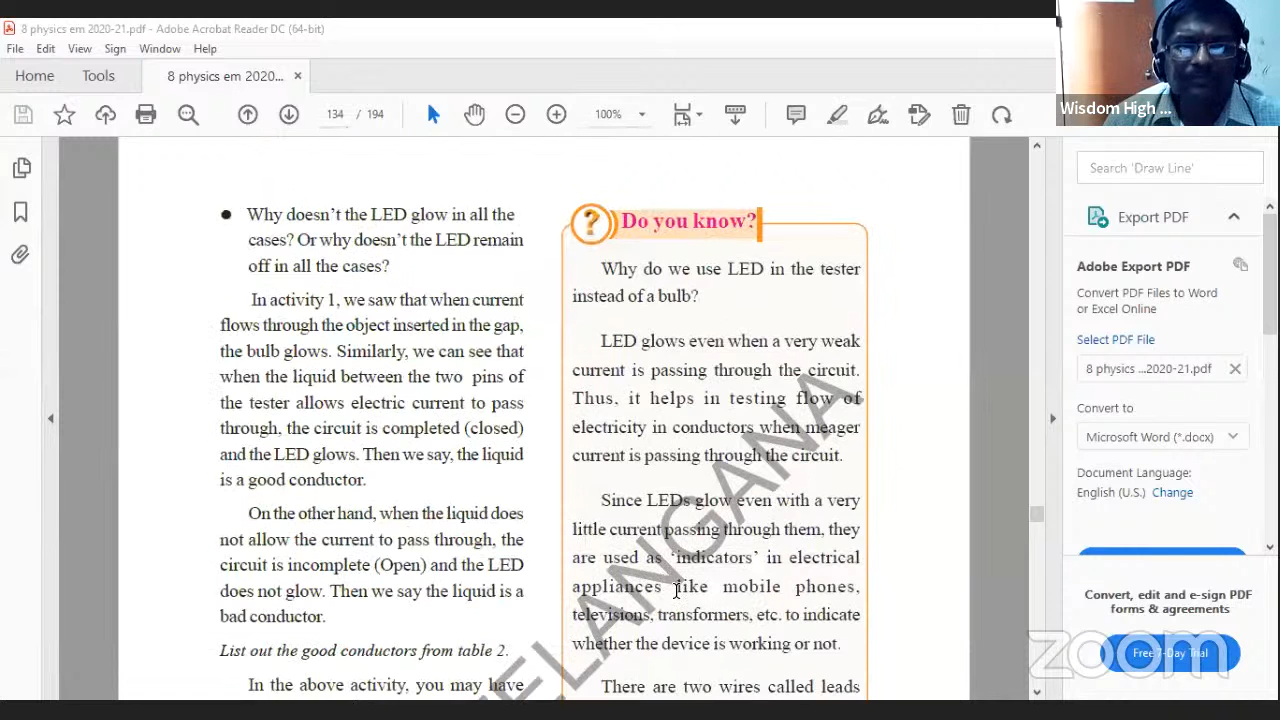 8 physics em 2020-21.pdf - Adobe Acrobat Reader DC (64-bit)
File Edit View Sign Window Help
Home Tools 8 physics em 2020... ×
134 / 194 100%
Wisdom High ...
Why doesn't the LED glow in all the
cases? Or why doesn't the LED remain
off in all the cases?
In activity 1, we saw that when current
flows through the object inserted in the gap,
the bulb glows. Similarly, we can see that
when the liquid between the two pins of
the tester allows electric current to pass
through, the circuit is completed (closed)
and the LED glows. Then we say, the liquid
is a good conductor.
On the other hand, when the liquid does
not allow the current to pass through, the
circuit is incomplete (Open) and the LED
does not glow. Then we say the liquid is a
bad conductor.
List out the good conductors from table 2.
In the above activity, you may have
? Do you know?
Why do we use LED in the tester
instead of a bulb?
LED glows even when a very weak
current is passing through the circuit.
Thus, it helps in testing flow of
electricity in conductors when meager
current is passing through the circuit.
Since LEDs glow even with a very
little current passing through them, they
are used as 'indicators' in electrical
appliances like mobile phones,
televisions, transformers, etc. to indicate
whether the device is working or not.
There are two wires called leads
TELANGANA
Search 'Draw Line'
Export PDF
Adobe Export PDF
Convert PDF Files to Word
or Excel Online
Select PDF File
8 physics ...2020-21.pdf ×
Convert to
Microsoft Word (*.docx)
Document Language:
English (U.S.) Change
Convert, edit and e-sign PDF
forms & agreements
Free 7-Day Trial
zoom